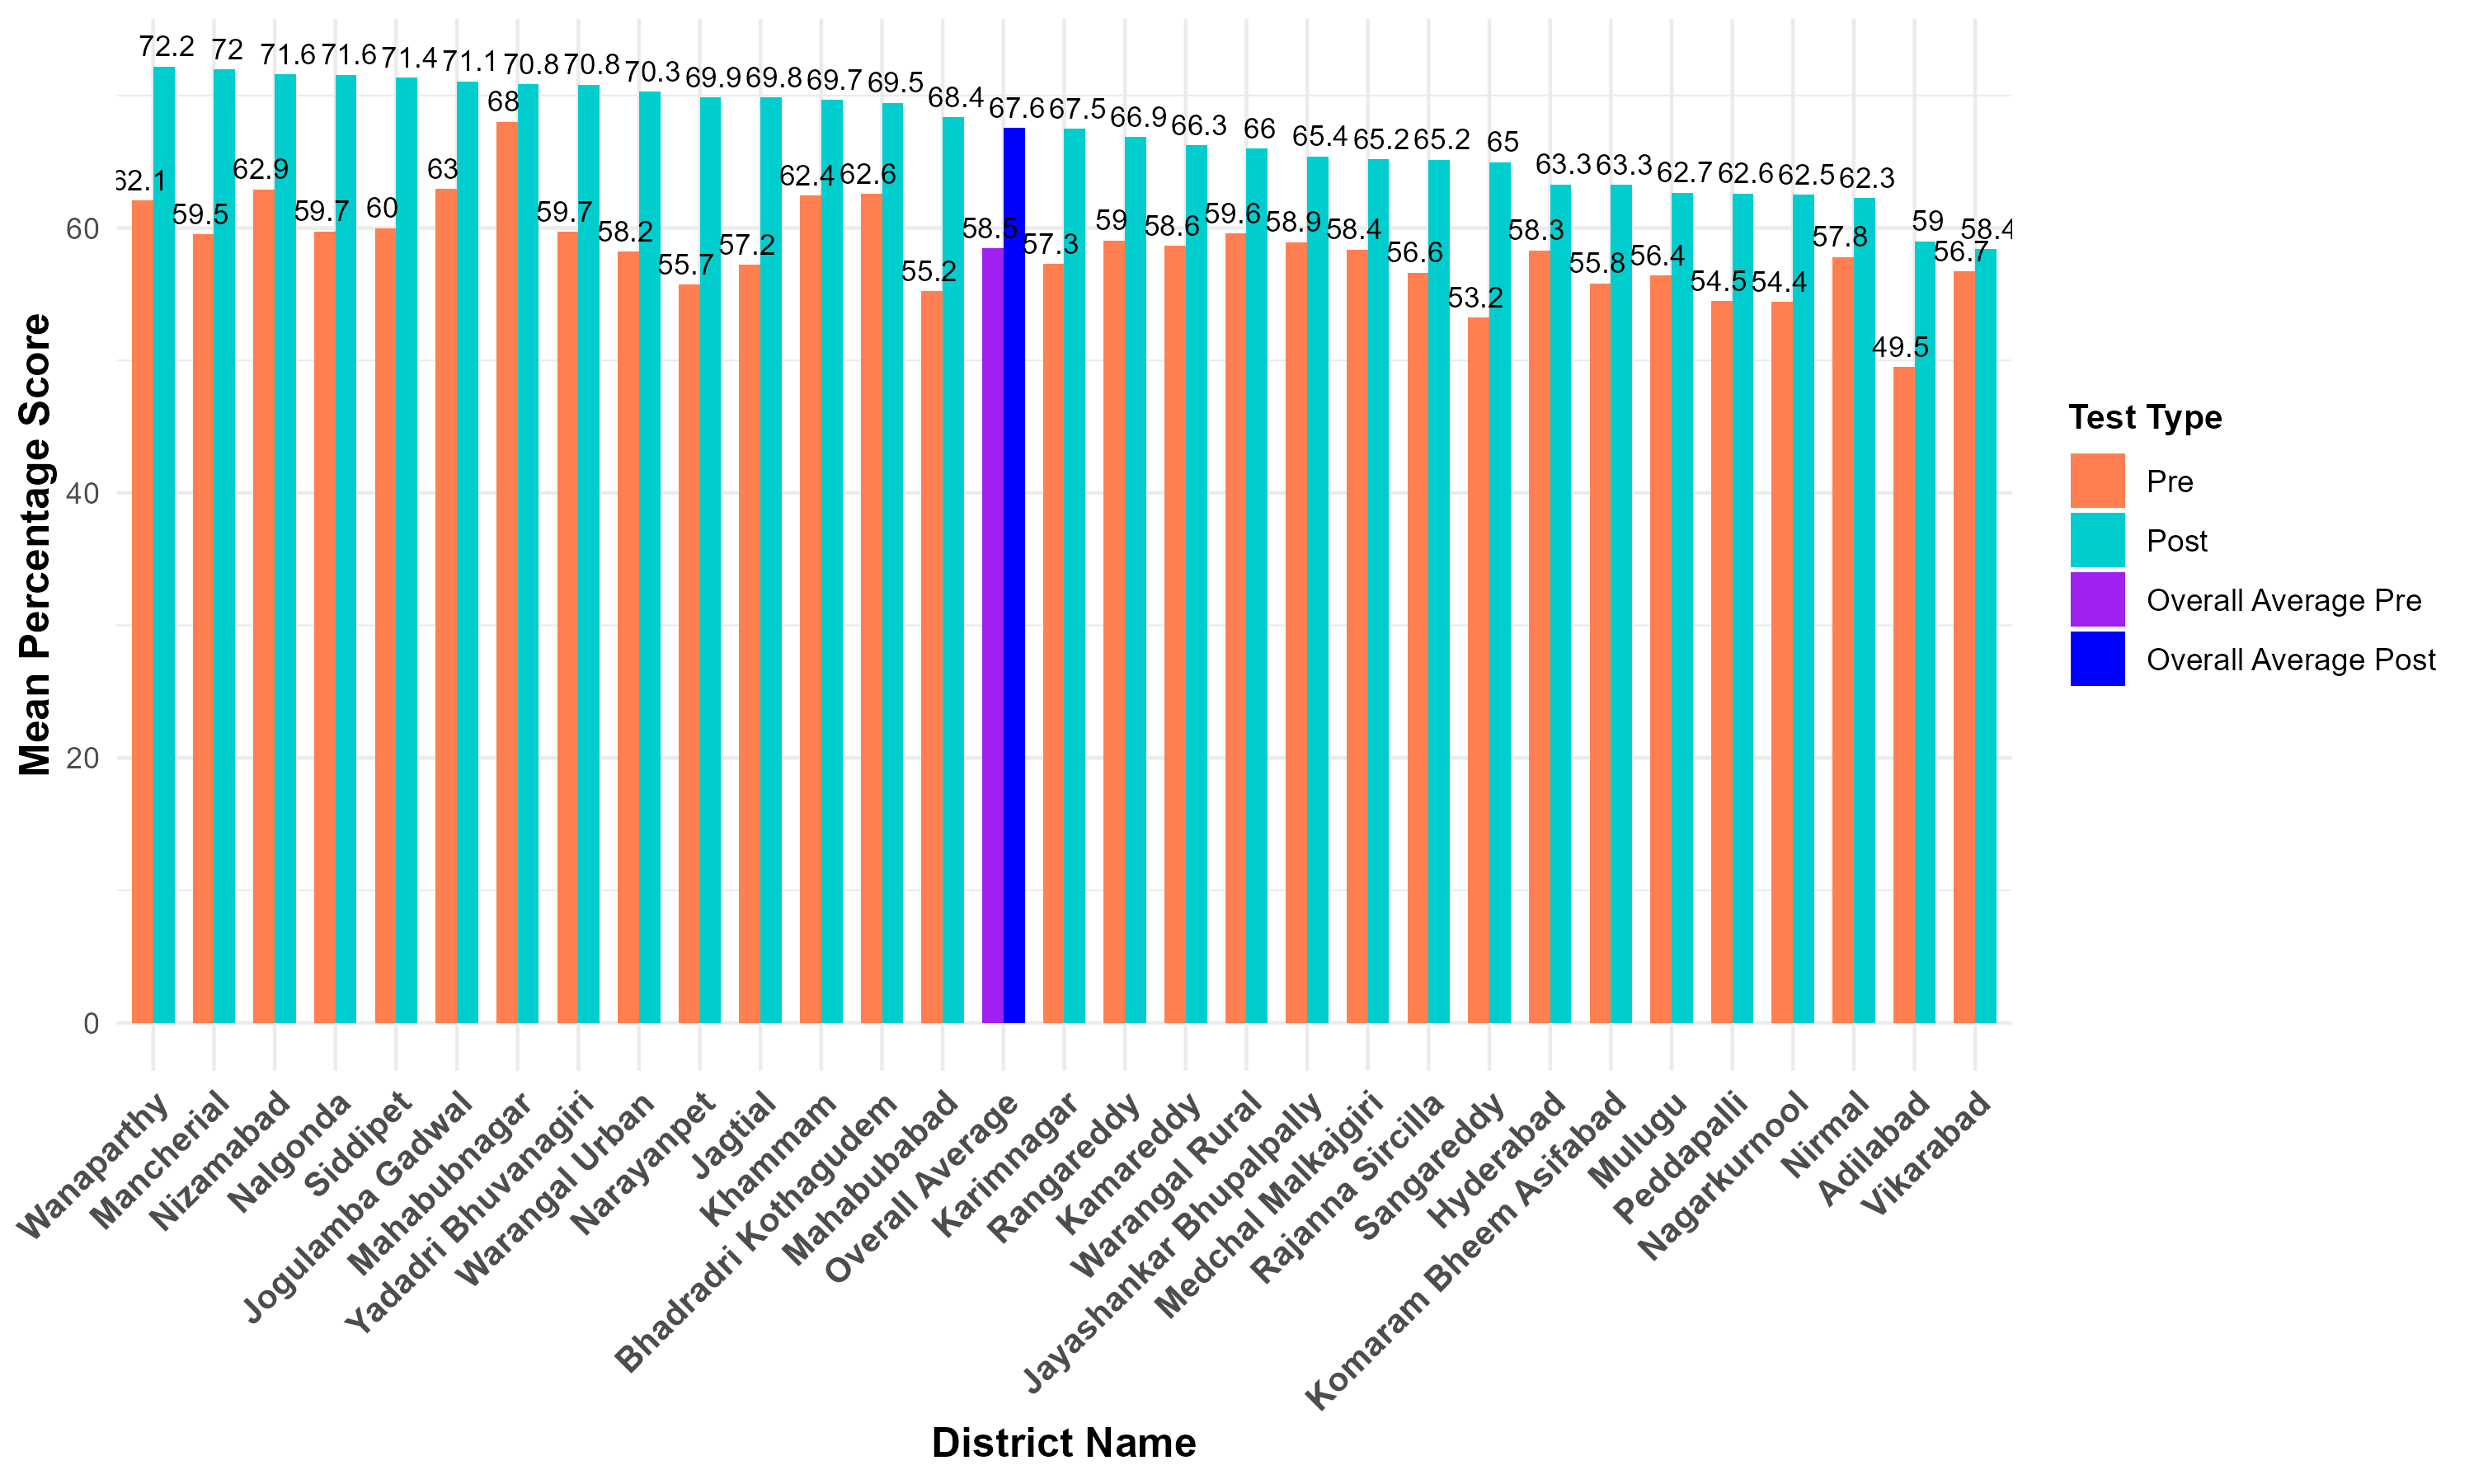 72.2
72
71.6
71.6
71.4
71.1
70.8
70.8
70.3
69.9
69.8
69.7
69.5
68.4
67.6
67.5
66.9
66.3
66
65.4
65.2
65.2
65
63.3
63.3
62.7
62.6
62.5
62.3
59
58.4
62.1
59.5
62.9
59.7
60
63
68
59.7
58.2
55.7
57.2
62.4
62.6
55.2
58.5
57.3
59
58.6
59.6
58.9
58.4
56.6
53.2
58.3
55.8
56.4
54.5
54.4
57.8
49.5
56.7
Mean Percentage Score
60
40
20
0
Wanaparthy
Mancherial
Nizamabad
Nalgonda
Siddipet
Jogulamba Gadwal
Mahabubnagar
Yadadri Bhuvanagiri
Warangal Urban
Narayanpet
Jagtial
Khammam
Bhadradri Kothagudem
Mahabubabad
Overall Average
Karimnagar
Rangareddy
Kamareddy
Warangal Rural
Jayashankar Bhupalpally
Medchal Malkajgiri
Rajanna Sircilla
Sangareddy
Hyderabad
Komaram Bheem Asifabad
Mulugu
Peddapalli
Nagarkurnool
Nirmal
Adilabad
Vikarabad
District Name
Test Type
Pre
Post
Overall Average Pre
Overall Average Post